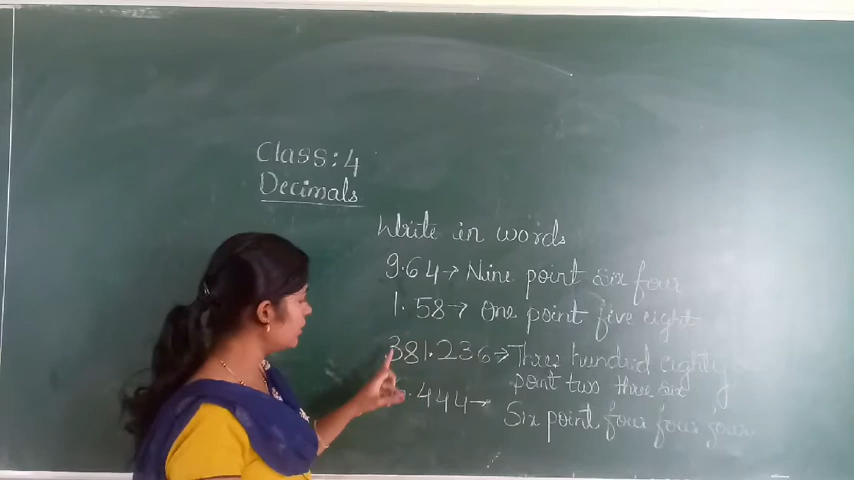 Class: 4
Decimals
Write in words
9.64→ Nine point six four
1.58→ One point five eight
381.236→ Three hundred eighty
point two three six
6.444→ Six point four four four